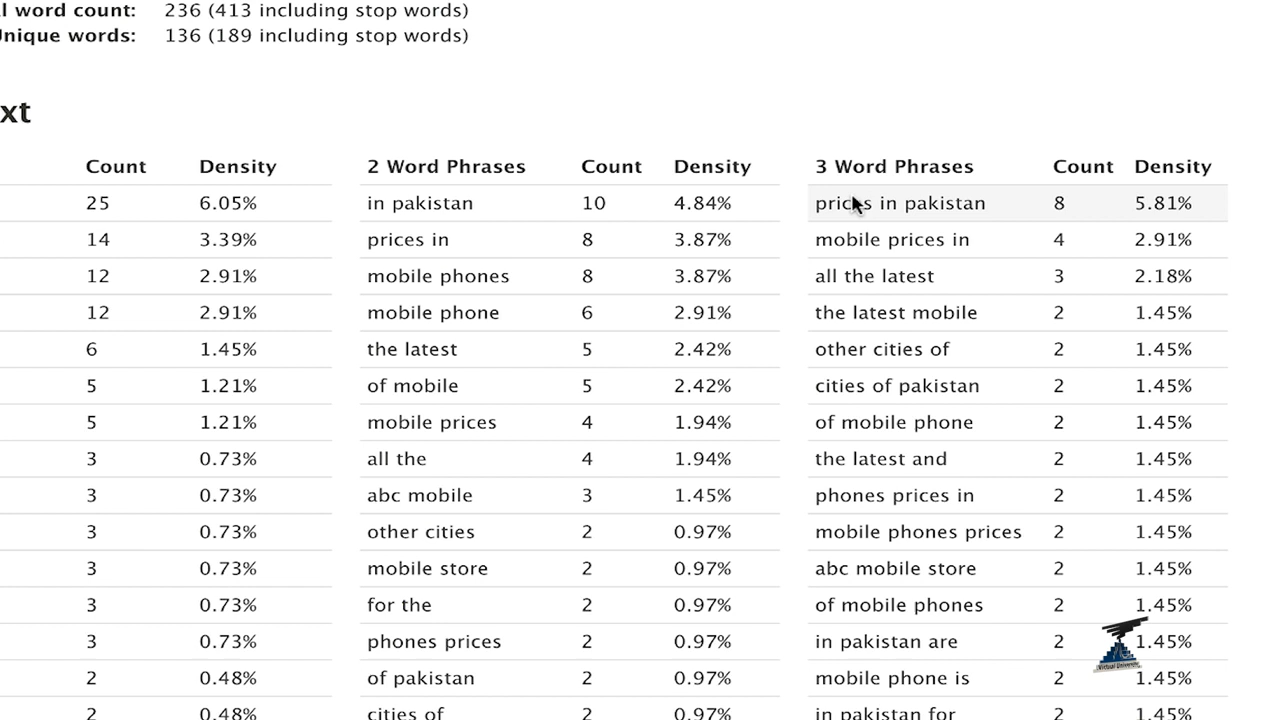 l word count: 236 (413 including stop words)
nique words: 136 (189 including stop words)
xt
Count Density 2 Word Phrases Count Density 3 Word Phrases Count Density
25 6.05% in pakistan 10 4.84% prices in pakistan 8 5.81%
14 3.39% prices in 8 3.87% mobile prices in 4 2.91%
12 2.91% mobile phones 8 3.87% all the latest 3 2.18%
12 2.91% mobile phone 6 2.91% the latest mobile 2 1.45%
6 1.45% the latest 5 2.42% other cities of 2 1.45%
5 1.21% of mobile 5 2.42% cities of pakistan 2 1.45%
5 1.21% mobile prices 4 1.94% of mobile phone 2 1.45%
3 0.73% all the 4 1.94% the latest and 2 1.45%
3 0.73% abc mobile 3 1.45% phones prices in 2 1.45%
3 0.73% other cities 2 0.97% mobile phones prices 2 1.45%
3 0.73% mobile store 2 0.97% abc mobile store 2 1.45%
3 0.73% for the 2 0.97% of mobile phones 2 1.45%
3 0.73% phones prices 2 0.97% in pakistan are 2 1.45%
Virtual University
2 0.48% of pakistan 2 0.97% mobile phone is 2 1.45%
2 0.48% cities of 2 0.97% in pakistan for 2 1.45%